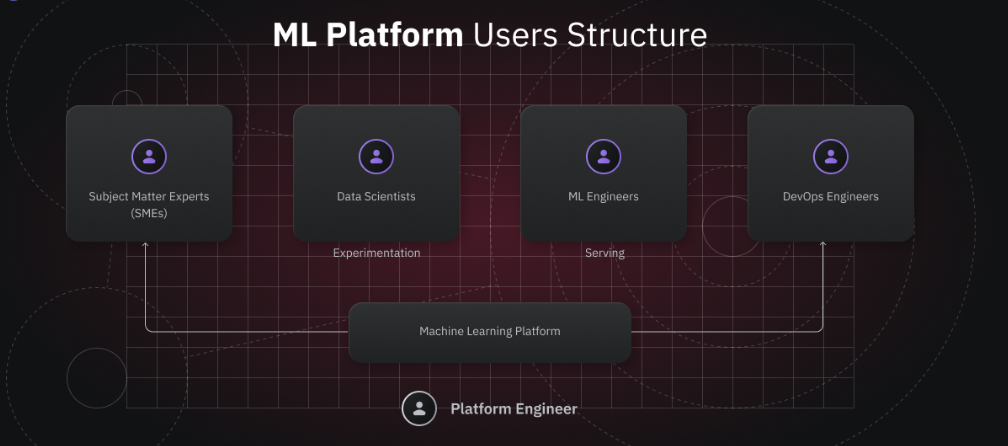 ML Platform Users Structure
Subject Matter Experts
(SMEs)
Data Scientists
ML Engineers
DevOps Engineers
Experimentation
Serving
Machine Learning Platform
Platform Engineer